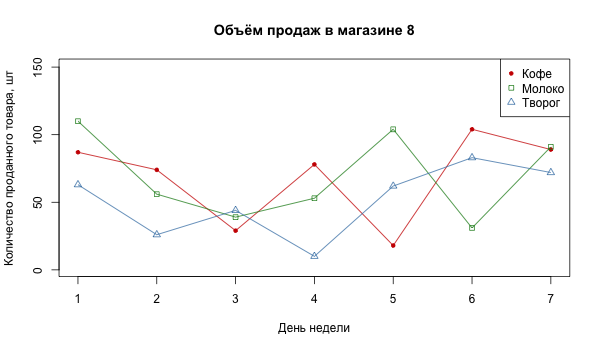 Объём продаж в магазине 8
Количество проданного товара, шт
150
100
50
0
Кофе
Молоко
Творог
1 2 3 4 5 6 7
День недели